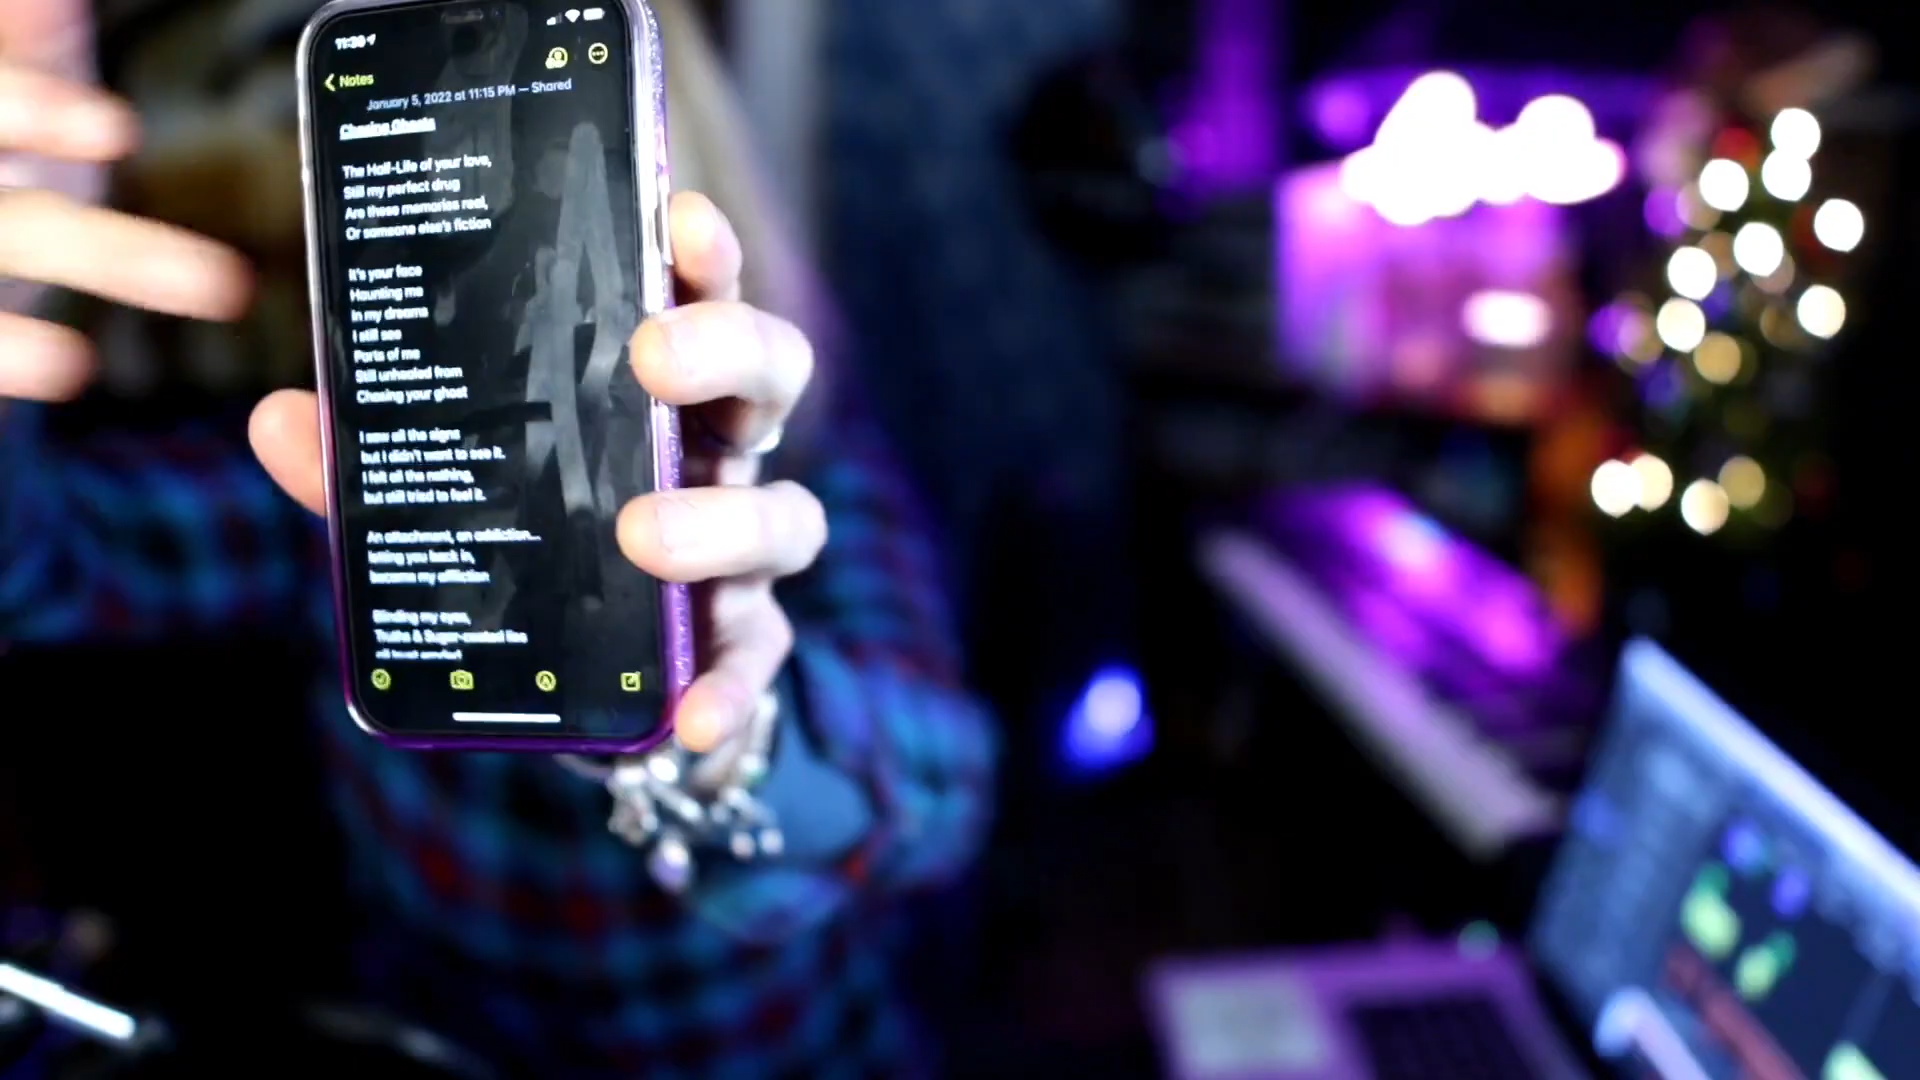 11:39
Notes
January 5, 2022 at 11:15 PM — Shared
Chasing Ghosts
The Half-Life of your love,
Still my perfect drug
Are these memories real,
Or someone else's fiction
It's your face
Haunting me
In my dreams
I still see
Parts of me
Still unhealed from
Chasing your ghost
I saw all the signs
but I didn't want to see it.
I felt all the nothing,
but still tried to feel it.
An attachment, an addiction...
letting you back in,
became my affliction
Blinding my eyes,
Truths & Sugar-coated lies